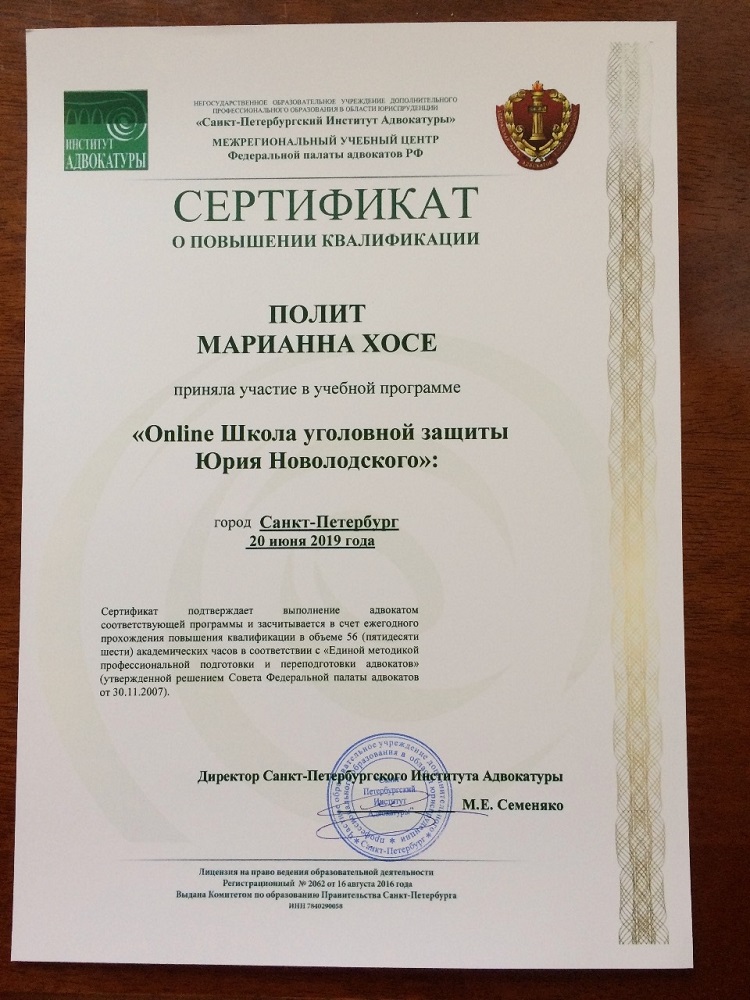 ИНСТИТУТ
АДВОКАТУРЫ
НЕГОСУДАРСТВЕННОЕ ОБРАЗОВАТЕЛЬНОЕ УЧРЕЖДЕНИЕ ДОПОЛНИТЕЛЬНОГО
ПРОФЕССИОНАЛЬНОГО ОБРАЗОВАНИЯ В ОБЛАСТИ ЮРИСПРУДЕНЦИИ
«Санкт-Петербургский Институт Адвокатуры»
МЕЖРЕГИОНАЛЬНЫЙ УЧЕБНЫЙ ЦЕНТР
Федеральной палаты адвокатов РФ
СЕРТИФИКАТ
О ПОВЫШЕНИИ КВАЛИФИКАЦИИ
ПОЛИТ
МАРИАННА ХОСЕ
приняла участие в учебной программе
«Online Школа уголовной защиты
Юрия Новолодского»:
город Санкт-Петербург
20 июня 2019 года
Сертификат подтверждает выполнение адвокатом
соответствующей программы и засчитывается в счет ежегодного
прохождения повышения квалификации в объеме 56 (пятидесяти
шести) академических часов в соответствии с «Единой методикой
профессиональной подготовки и переподготовки адвокатов»
(утвержденной решением Совета Федеральной палаты адвокатов
от 30.11.2007).
Директор Санкт-Петербургского Института Адвокатуры
М.Е. Семеняко
Санкт-
Петербургский
Институт
Адвокатуры
Лицензия на право ведения образовательной деятельности
Регистрационный № 2062 от 16 августа 2016 года
Выдана Комитетом по образованию Правительства Санкт-Петербурга
ИНН 7840290058